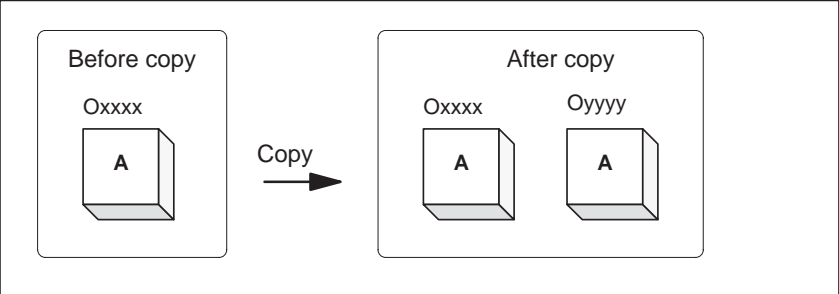 Before copy
Oxxxx
A
Copy
After copy
Oxxxx
Oyyyy
A
A